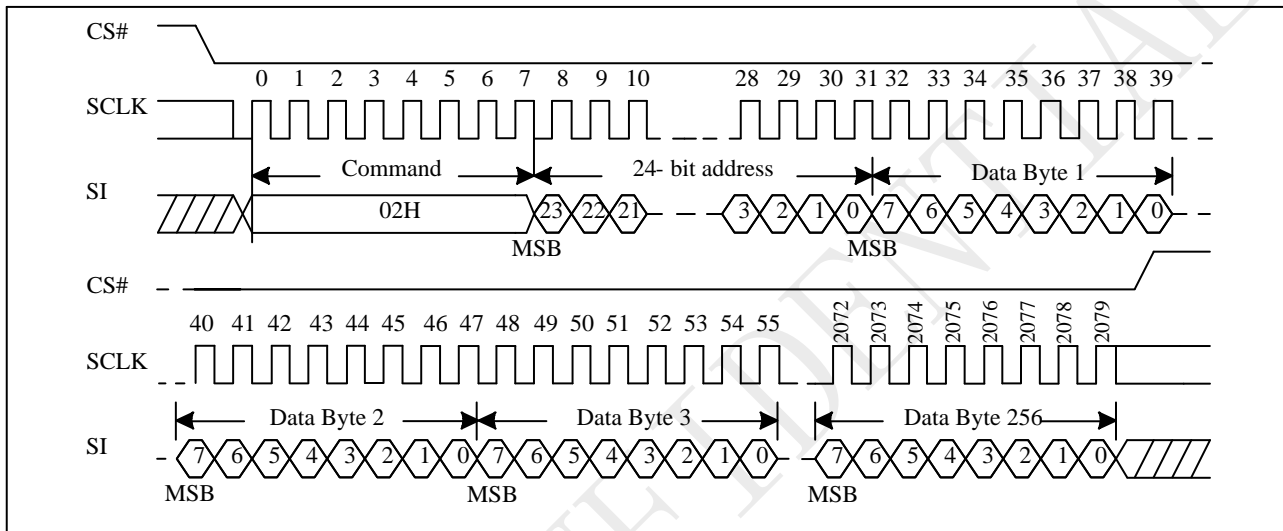 CS#
0 1 2 3 4 5 6 7 8 9 10 28 29 30 31 32 33 34 35 36 37 38 39
SCLK
Command 24- bit address Data Byte 1
SI
02H 23 22 21 3 2 1 0 7 6 5 4 3 2 1 0
MSB MSB
CS#
40 41 42 43 44 45 46 47 48 49 50 51 52 53 54 55 2072 2073 2074 2075 2076 2077 2078 2079
SCLK
Data Byte 2 Data Byte 3 Data Byte 256
SI
7 6 5 4 3 2 1 0 7 6 5 4 3 2 1 0 7 6 5 4 3 2 1 0
MSB MSB MSB